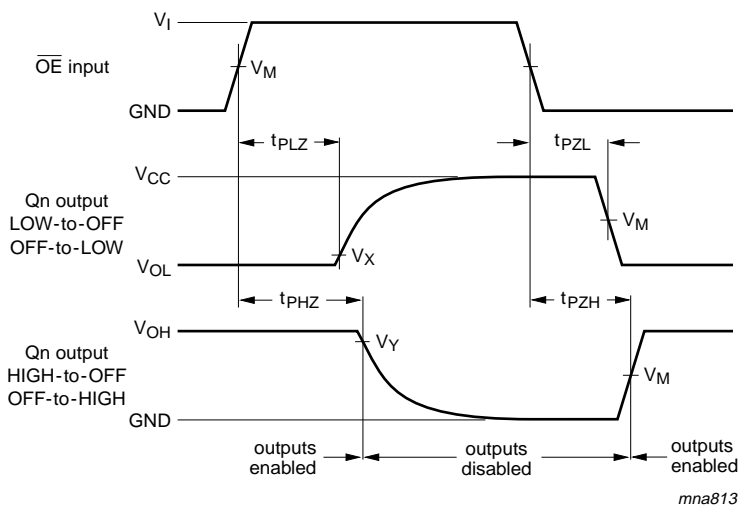 V_I
OE input
V_M
GND
t_PLZ
t_PZL
V_CC
Qn output
LOW-to-OFF
OFF-to-LOW
V_M
V_X
V_OL
t_PHZ
t_PZH
V_OH
V_Y
Qn output
HIGH-to-OFF
OFF-to-HIGH
V_M
GND
outputs
enabled
outputs
disabled
outputs
enabled
mna813